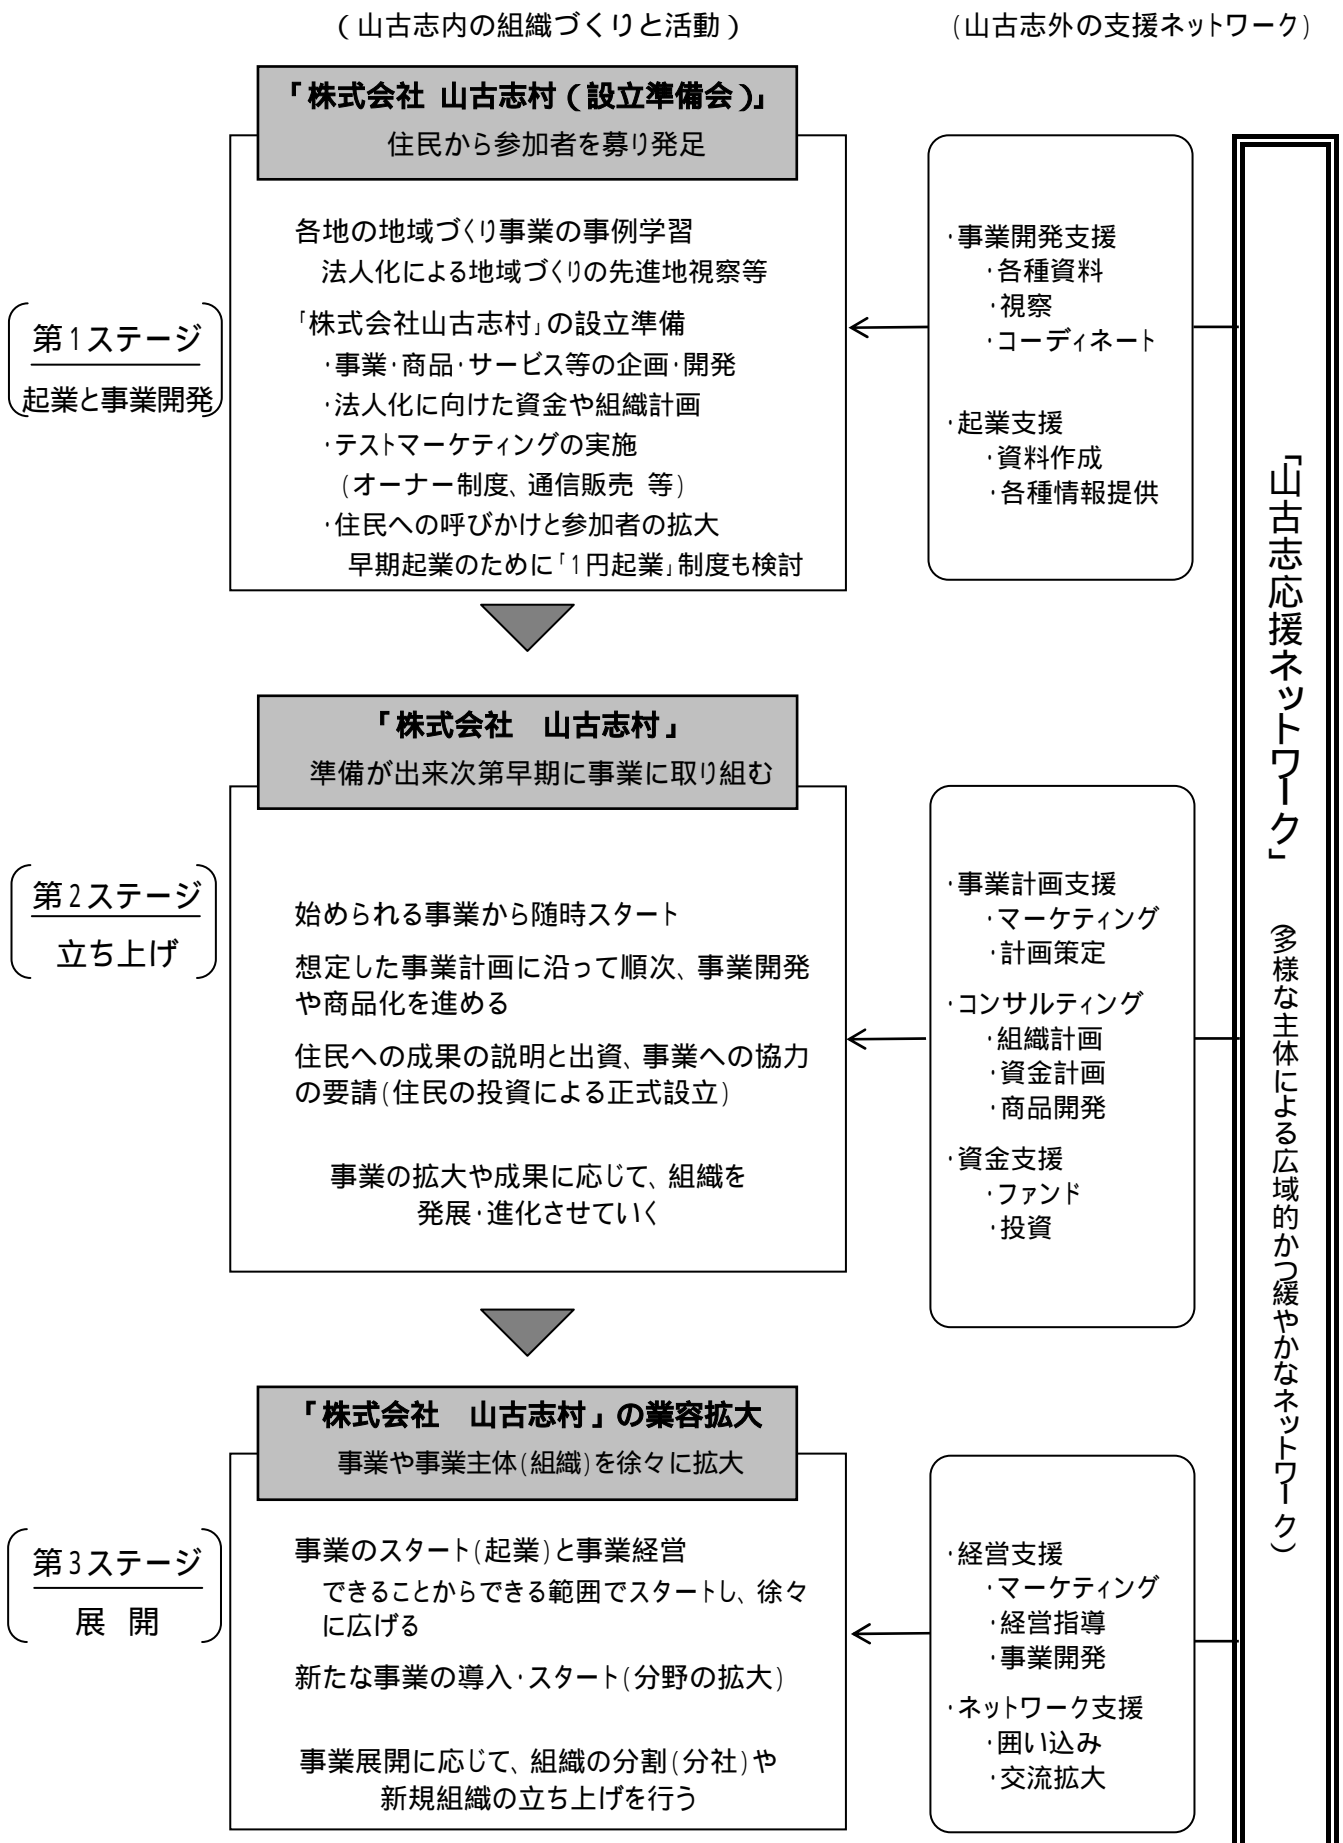 （山古志内の組織づくりと活動）
(山古志外の支援ネットワーク)
「株式会社 山古志村（設立準備会）」
住民から参加者を募り発足
第1ステージ
起業と事業開発
各地の地域づくり事業の事例学習
法人化による地域づくりの先進地視察等
「株式会社山古志村」の設立準備
・事業・商品・サービス等の企画・開発
・法人化に向けた資金や組織計画
・テストマーケティングの実施
(オーナー制度、通信販売 等)
・住民への呼びかけと参加者の拡大
早期起業のために「1円起業」制度も検討
・事業開発支援
・各種資料
・視察
・コーディネート
・起業支援
・資料作成
・各種情報提供
「株式会社　山古志村」
準備が出来次第早期に事業に取り組む
第2ステージ
立ち上げ
始められる事業から随時スタート
想定した事業計画に沿って順次、事業開発
や商品化を進める
住民への成果の説明と出資、事業への協力
の要請(住民の投資による正式設立)
事業の拡大や成果に応じて、組織を
発展・進化させていく
・事業計画支援
・マーケティング
・計画策定
・コンサルティング
・組織計画
・資金計画
・商品開発
・資金支援
・ファンド
・投資
「株式会社　山古志村」の業容拡大
事業や事業主体(組織)を徐々に拡大
第3ステージ
展 開
事業のスタート(起業)と事業経営
できることからできる範囲でスタートし、徐々
に広げる
新たな事業の導入・スタート(分野の拡大)
事業展開に応じて、組織の分割(分社)や
新規組織の立ち上げを行う
・経営支援
・マーケティング
・経営指導
・事業開発
・ネットワーク支援
・囲い込み
・交流拡大
「山古志応援ネットワーク」 (多様な主体による広域的かつ緩やかなネットワーク)